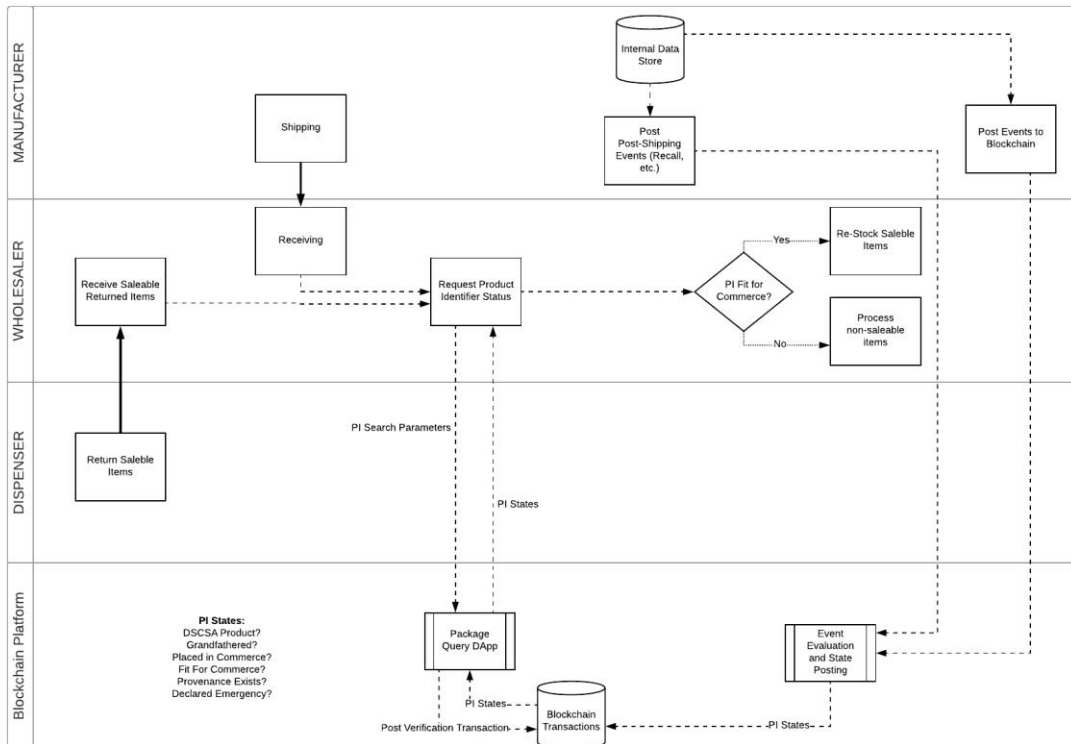 MANUFACTURER
Internal Data
Store
Shipping
Post
Post-Shipping
Events (Recall,
etc.)
Post Events to
Blockchain
WHOLESALER
Receiving
Receive Saleable
Returned Items
Request Product
Identifier Status
PI Fit for
Commerce?
Yes
Re-Stock Saleble
Items
No
Process
non-saleable
items
DISPENSER
Return Saleble
Items
PI Search Parameters
PI States
Blockchain Platform
PI States:
DSCSA Product?
Grandfathered?
Placed in Commerce?
Fit For Commerce?
Provenance Exists?
Declared Emergency?
Package
Query DApp
Event
Evaluation
and State
Posting
PI States
Post Verification Transaction
Blockchain
Transactions
PI States